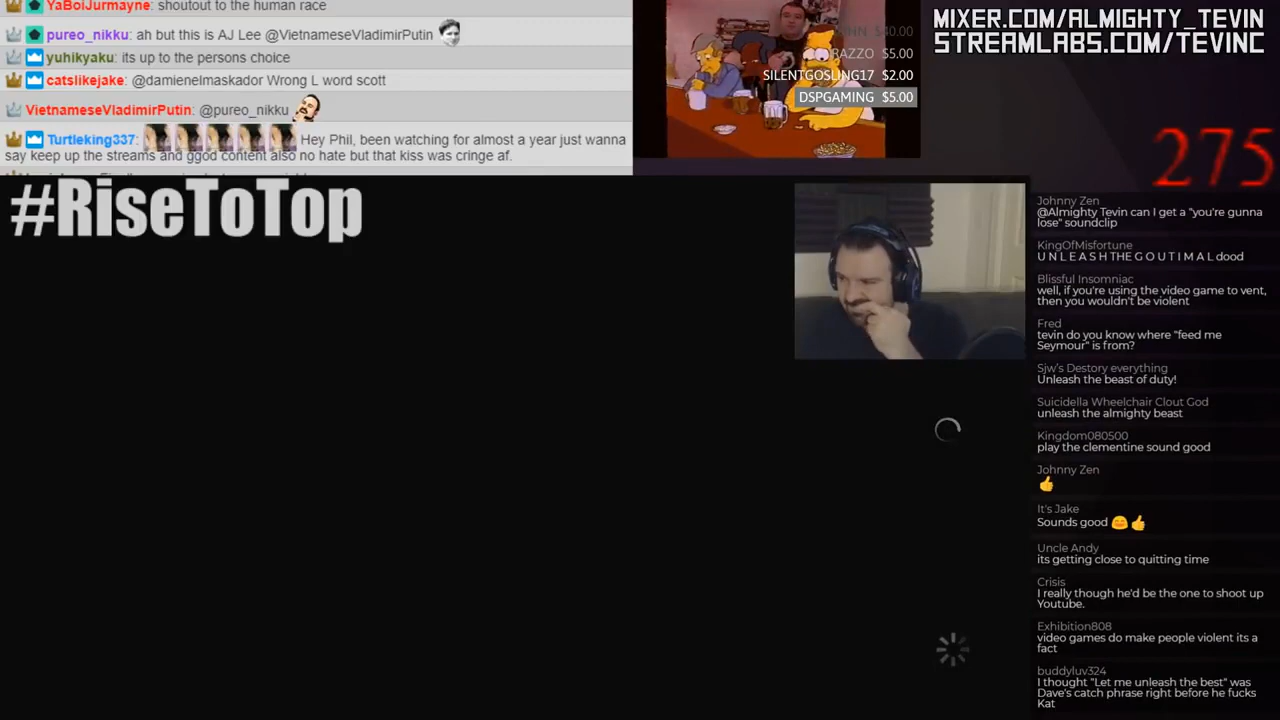 YaBoiJurmayne: shoutout to the human race
pureo_nikku: ah but this is AJ Lee @VietnameseVladimirPutin
yuhikyaku: its up to the persons choice
catslikejake: @damienelmaskador Wrong L word scott
VietnameseVladimirPutin: @pureo_nikku
Turtleking337: Hey Phil, been watching for almost a year just wanna
say keep up the streams and ggod content also no hate but that kiss was cringe af.
$40.00
RAZZO $5.00
SILENTGOSLING17 $2.00
DSPGAMING $5.00
MIXER.COM/ALMIGHTY_TEVIN
STREAMLABS.COM/TEVINC
275
#RiseToTop
Johnny Zen
@Almighty Tevin can I get a "you're gunna
lose" soundclip
KingOfMisfortune
U N L E A S H THE G O U T I M A L dood
Blissful Insomniac
well, if you're using the video game to vent,
then you wouldn't be violent
Fred
tevin do you know where "feed me
Seymour" is from?
Sjw's Destory everything
Unleash the beast of duty!
Suicidella Wheelchair Clout God
unleash the almighty beast
Kingdom080500
play the clementine sound good
Johnny Zen
👍
It's Jake
Sounds good 🤗👍
Uncle Andy
its getting close to quitting time
Crisis
I really though he'd be the one to shoot up
Youtube.
Exhibition808
video games do make people violent its a
fact
buddyluv324
I thought "Let me unleash the best" was
Dave's catch phrase right before he fucks
Kat